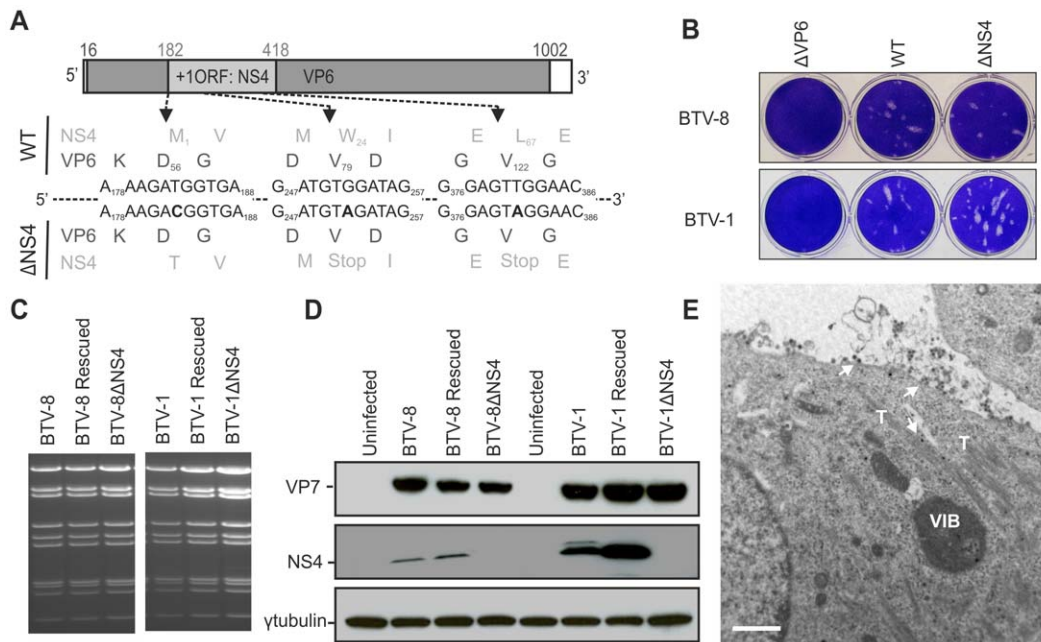 A
16 182 418 1002
5' +1ORF: NS4 VP6 3'
WT
NS4 M1 V M W24 I E L67 E
VP6 K D56 G D V79 D G V122 G
5' A178AAGATGGTGA188 G247ATGTGGATAG257 G376GAGTTGGAAC386 3'
A178AAGACGGTGA188 G247ATGTAGATAG257 G376GAGTAGGAAC386
ΔNS4
VP6 K D G D V D G V G
NS4 T V M Stop I E Stop E
B
ΔVP6 WT ΔNS4
BTV-8
BTV-1
C
BTV-8
BTV-8 Rescued
BTV-8ΔNS4
BTV-1
BTV-1 Rescued
BTV-1ΔNS4
D
Uninfected
BTV-8
BTV-8 Rescued
BTV-8ΔNS4
Uninfected
BTV-1
BTV-1 Rescued
BTV-1ΔNS4
VP7
NS4
γtubulin
E
T
T
VIB